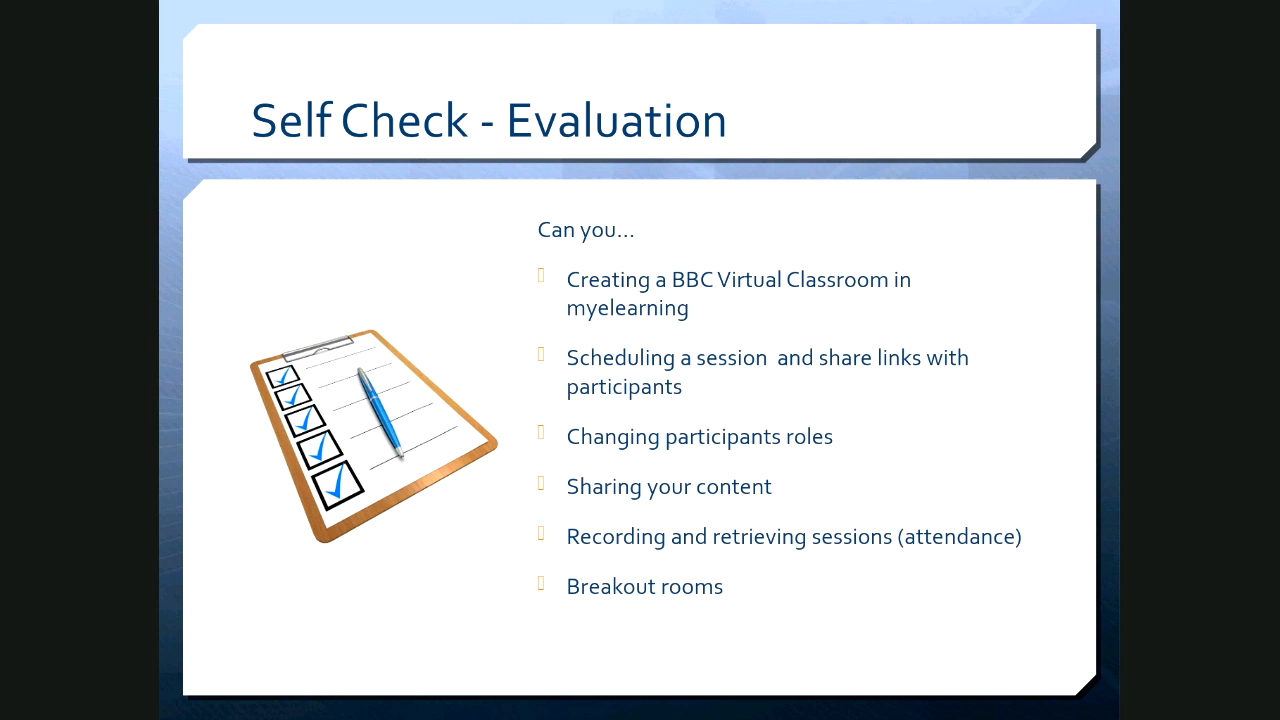 Self Check - Evaluation
Can you...
Creating a BBC Virtual Classroom in
myelearning
Scheduling a session  and share links with
participants
Changing participants roles
Sharing your content
Recording and retrieving sessions (attendance)
Breakout rooms